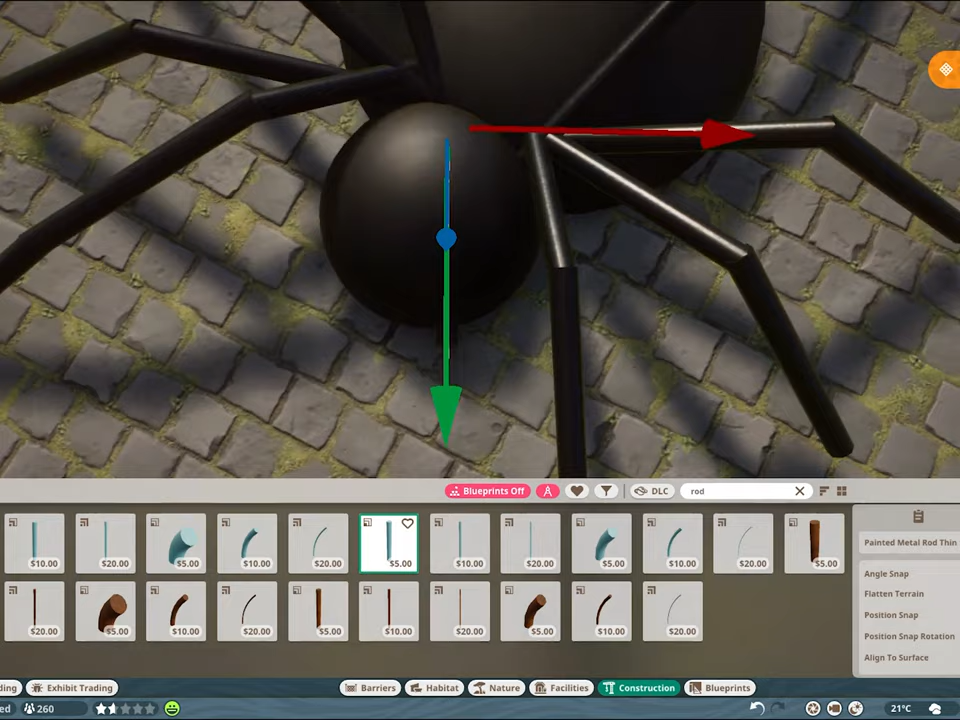 Blueprints Off DLC rod
$10.00 $20.00 $5.00 $10.00 $20.00 $5.00 $10.00 $20.00 $5.00 $10.00 $20.00 $5.00
Painted Metal Rod Thin
Angle Snap
Flatten Terrain
$20.00 $5.00 $10.00 $20.00 $5.00 $10.00 $20.00 $5.00 $10.00 $20.00
Position Snap
Position Snap Rotation
Align To Surface
ding Exhibit Trading Barriers Habitat Nature Facilities Construction Blueprints
ed 260 21°C